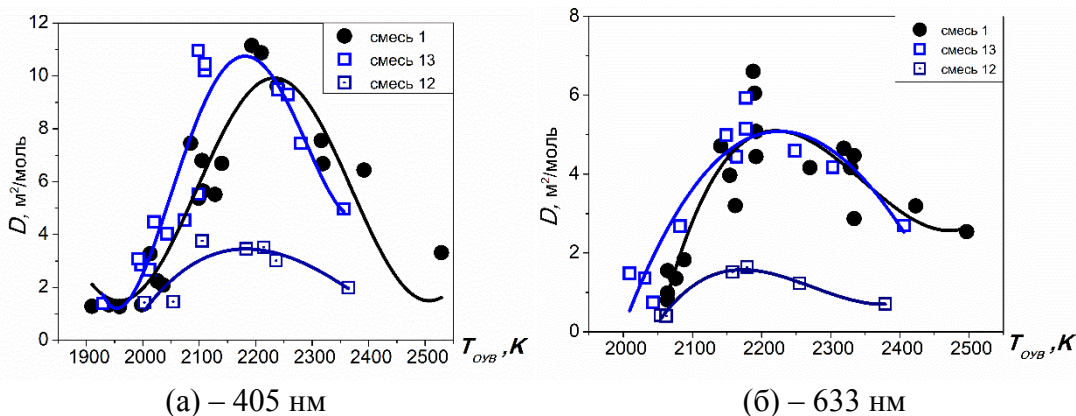 12
10
8
6
4
2
0
D, м²/моль
смесь 1
смесь 13
смесь 12
1900 2000 2100 2200 2300 2400 2500
Tоув ,K
(а) – 405 нм
8
6
4
2
0
D, м²/моль
смесь 1
смесь 13
смесь 12
2000 2100 2200 2300 2400 2500
Tоув ,K
(б) – 633 нм